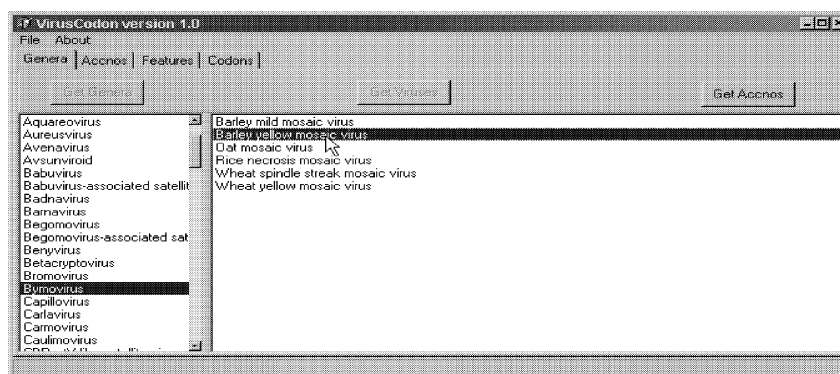 VirusCodon version 1.0
File About
Genera Accnos Features Codons
Get Genera Get Viruses Get Accnos
Aquareovirus
Aureusvirus
Avenavirus
Avsunviroid
Babuvirus
Babuvirus-associated satellit
Badnavirus
Barnavirus
Begomovirus
Begomovirus-associated sat
Benyvirus
Betacryptovirus
Bromovirus
Bymovirus
Capillovirus
Carlavirus
Carmovirus
Caulimovirus
Barley mild mosaic virus
Barley yellow mosaic virus
Oat mosaic virus
Rice necrosis mosaic virus
Wheat spindle streak mosaic virus
Wheat yellow mosaic virus